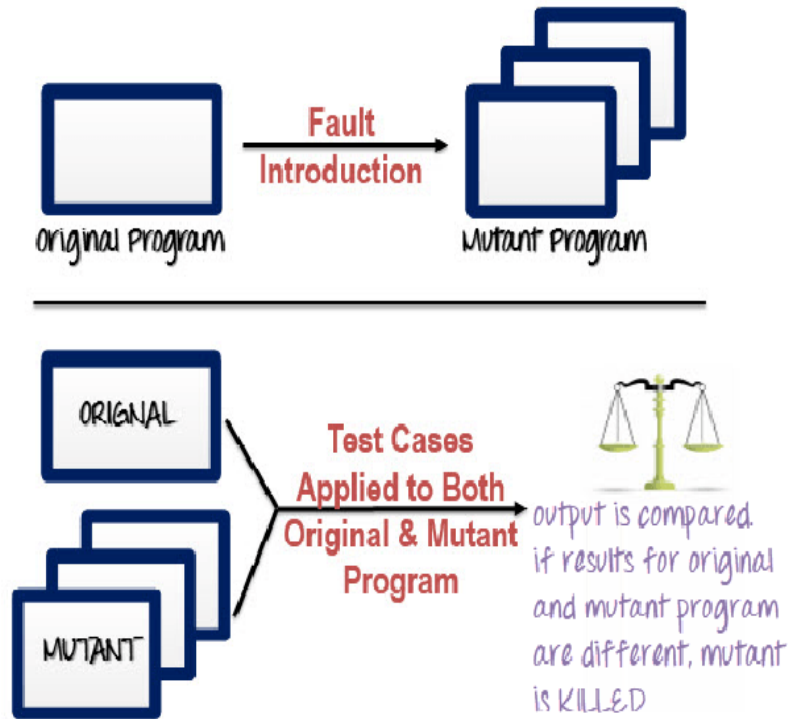 Fault
Introduction
Original Program
Mutant Program
ORIGNAL
Test Cases
Applied to Both
Original & Mutant
Program
MUTANT
output is compared.
if results for original
and mutant program
are different, mutant
is KILLED